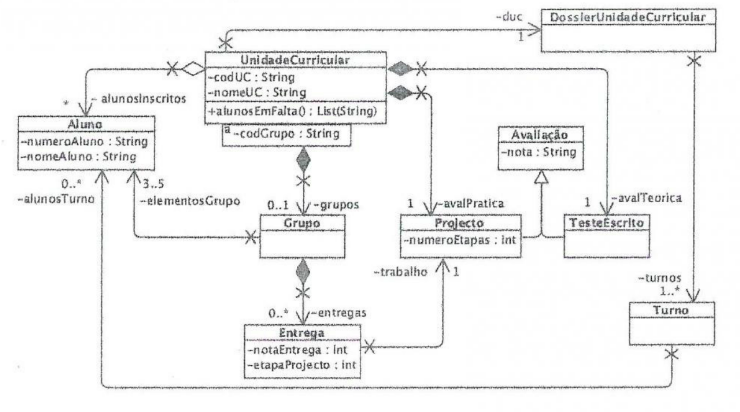 -duc
1
DossierUnidadeCurricular
UnidadeCurricular
-codUC : String
-nomeUC : String
+alunosEmFalta() : List(String)
a -codGrupo : String
*
- alunosInscritos
Aluno
-numeroAluno : String
-nomeAluno : String
Avaliação
-nota : String
0..*
-alunosTurno
3..5
-elementosGrupo
0..1
-grupos
1
-avalPratica
1
-avalTeorica
Grupo
Projecto
-numeroEtapas : int
TesteEscrito
-trabalho
1
-turnos
1..*
0..*
-entregas
Turno
Entrega
-notaEntrega : int
-etapaProjecto : int